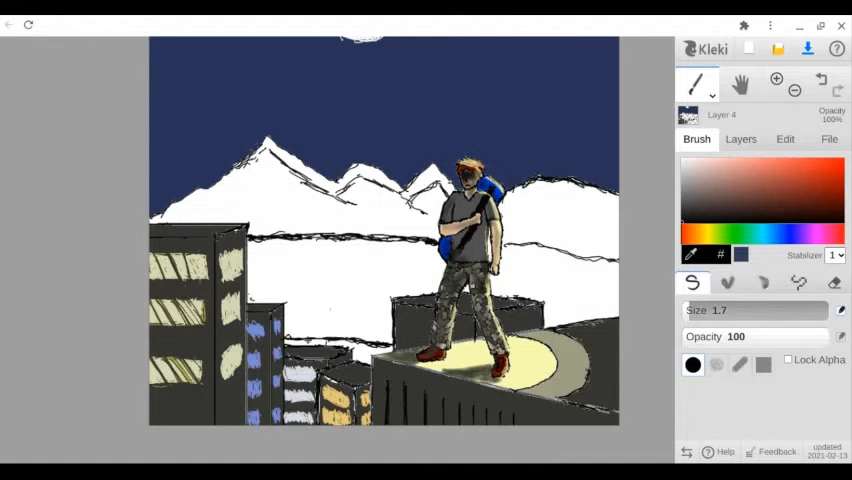 Kleki
Layer 4
Opacity
100%
Brush Layers Edit File
# Stabilizer 1
Size 1.7
Opacity 100
Lock Alpha
Help Feedback updated
2021-02-13